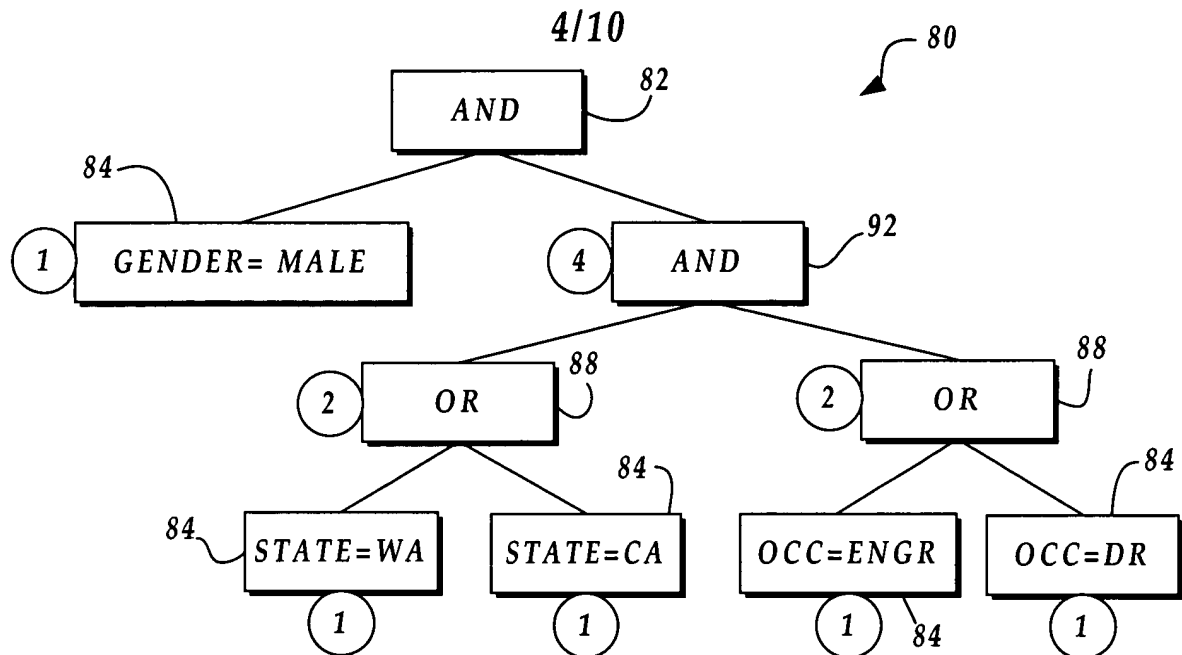 4/10
80
AND
82
84
1
GENDER= MALE
4
AND
92
2
OR
88
2
OR
88
84
STATE=WA
1
84
STATE=CA
1
OCC=ENGR
1
84
84
OCC=DR
1